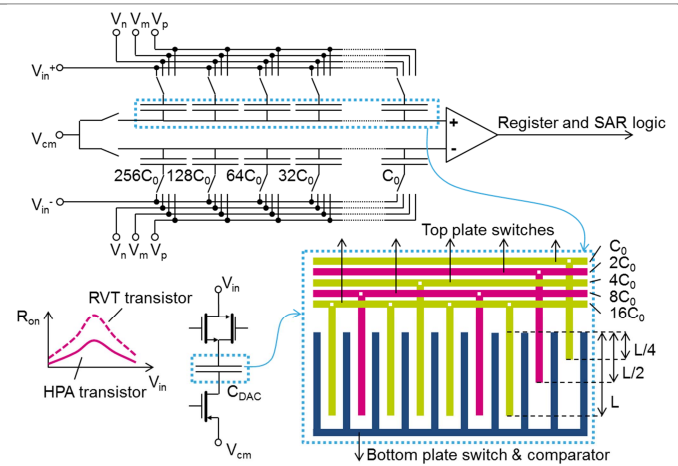 Vn Vm Vp
Vin+
Vcm
+
-
Register and SAR logic
256C0 128C0 64C0 32C0 C0
Vin-
Vn Vm Vp
Top plate switches
C0
2C0
4C0
8C0
16C0
Vin
RVT transistor
Ron
HPA transistor
Vin
CDAC
Vcm
L/4
L/2
L
Bottom plate switch & comparator